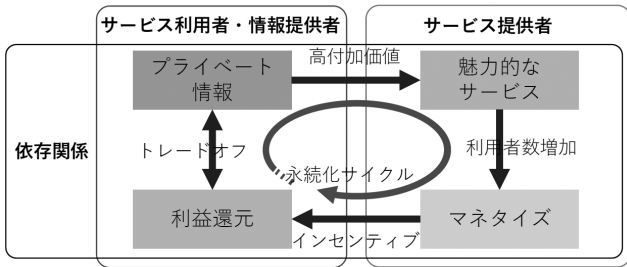 サービス利用者・情報提供者
サービス提供者
プライベート
情報
高付加価値
魅力的な
サービス
依存関係
トレードオフ
永続化サイクル
利用者数増加
利益還元
インセンティブ
マネタイズ